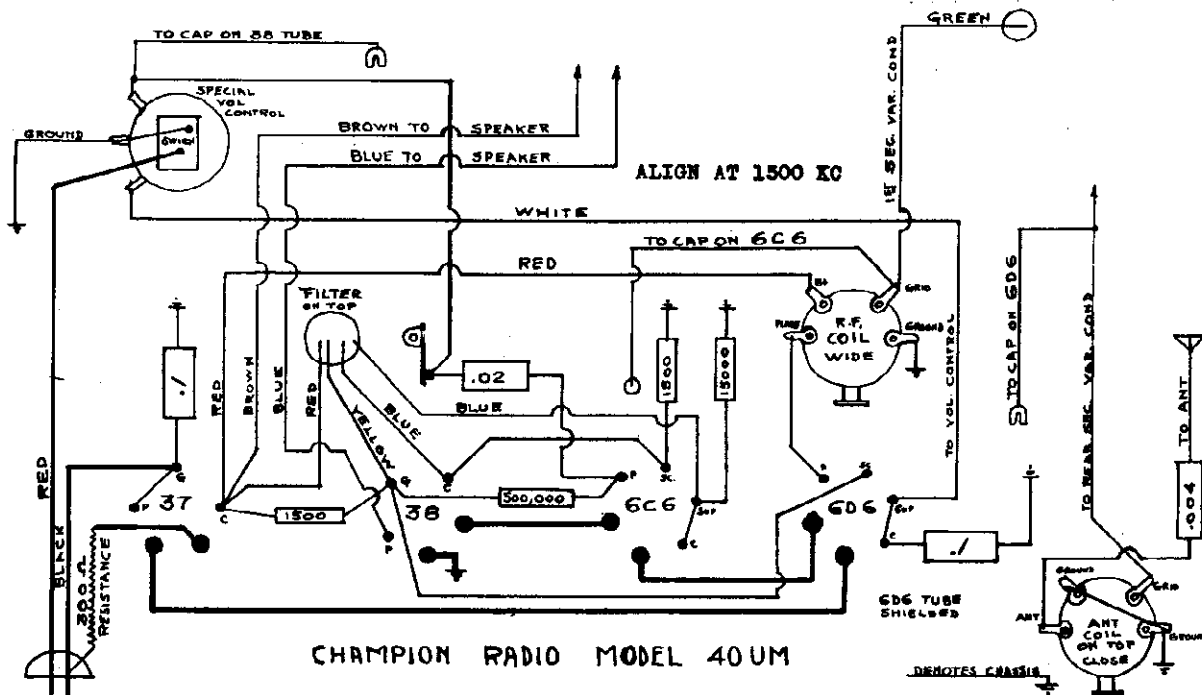 GREEN
TO CAP ON 38 TUBE
SPECIAL
VOL
CONTROL
SWITCH
GROUND
BROWN TO SPEAKER
BLUE TO SPEAKER
1ST SEC. VAR. COND
ALIGN AT 1500 KC
WHITE
TO CAP ON 6C6
RED
FILTER
ON TOP
B+
GRID
PLATE
GROUND
R.F.
COIL
WIDE
TO VOL. CONTROL
TO CAP ON 6D6
TO REAR SEC. VAR. COND
TO ANT
.1
RED
BROWN
BLUE
RED
YELLOW
BLUE
BLUE
.02
1500
15000
.004
RED
BLACK
G
P
37
C
1500
G
38
C
P
500,000
P
6C6
SC.
SUP
C
P
SC
6D6
SUP
C
.1
300 Ω
RESISTANCE
6D6 TUBE
SHIELDED
GROUND
GRID
ANT
GROUND
ANT
COIL
ON TOP
CLOSE
CHAMPION RADIO MODEL 40UM
DENOTES CHASSIS